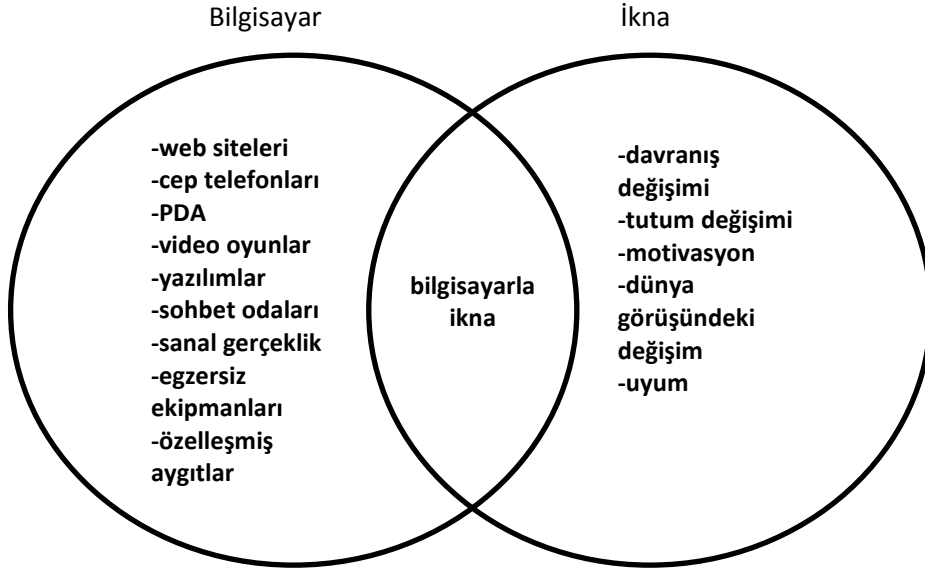 Bilgisayar
İkna
-web siteleri
-cep telefonları
-PDA
-video oyunlar
-yazılımlar
-sohbet odaları
-sanal gerçeklik
-egzersiz
ekipmanları
-özelleşmiş
aygıtlar
bilgisayarla
ikna
-davranış
değişimi
-tutum değişimi
-motivasyon
-dünya
görüşündeki
değişim
-uyum